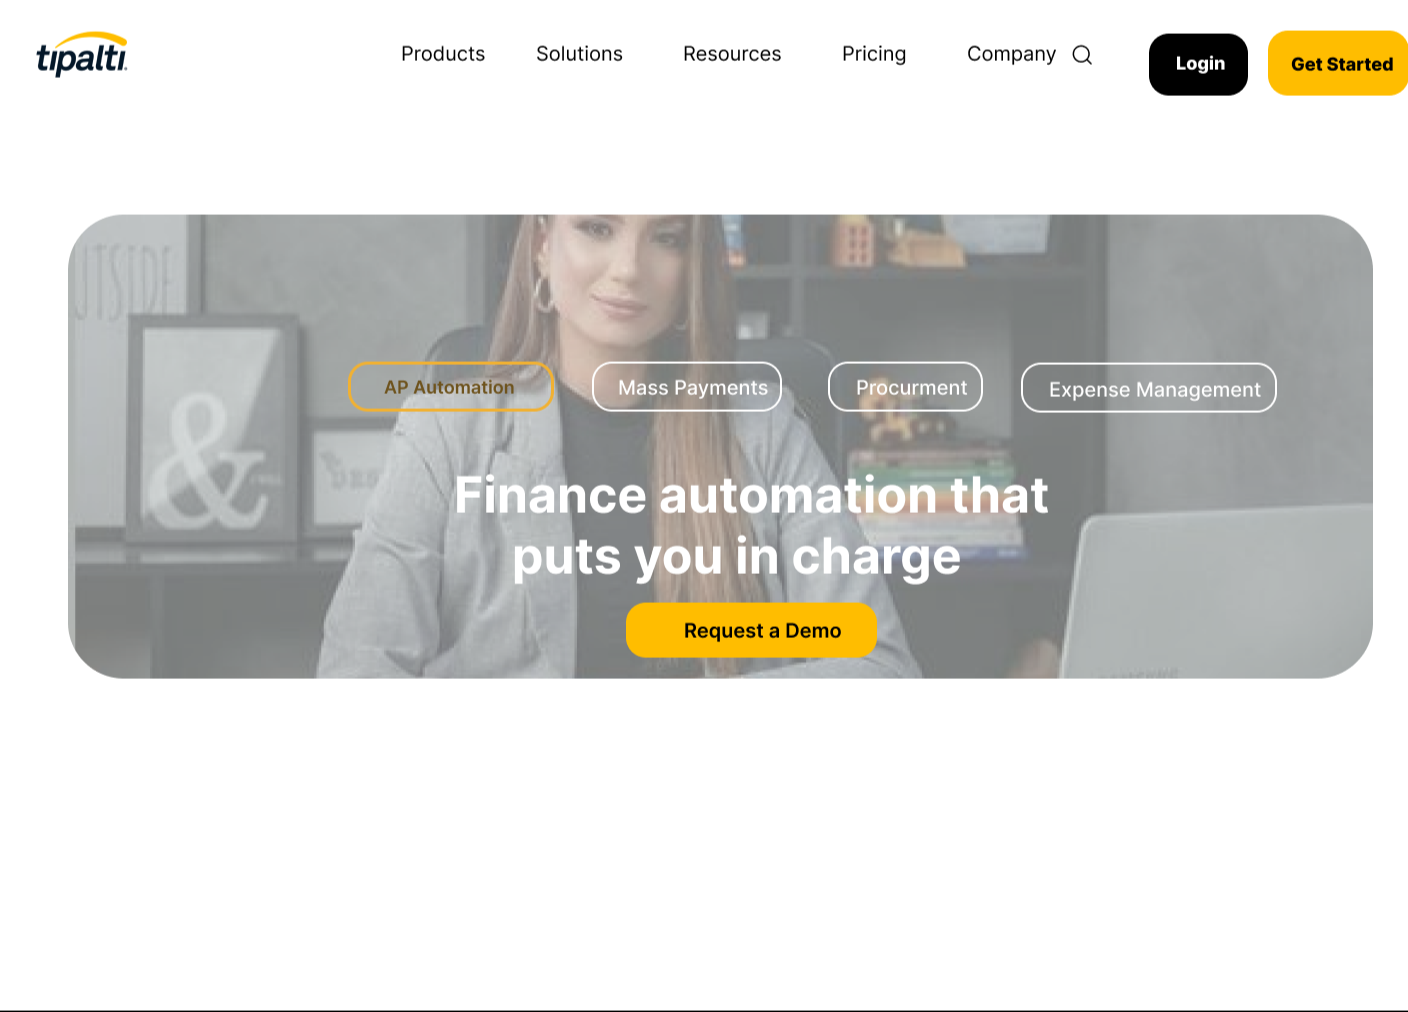 tipalti
Products
Solutions
Resources
Pricing
Company
Login
Get Started
UTSIDE
AP Automation
Mass Payments
Procurment
Expense Management
&
Finance automation that
puts you in charge
Request a Demo